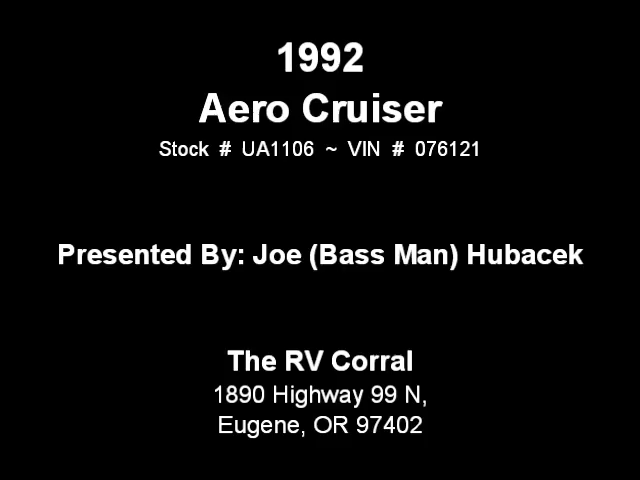 1992
Aero Cruiser
Stock # UA1106 ~ VIN # 076121
Presented By: Joe (Bass Man) Hubacek
The RV Corral
1890 Highway 99 N,
Eugene, OR 97402